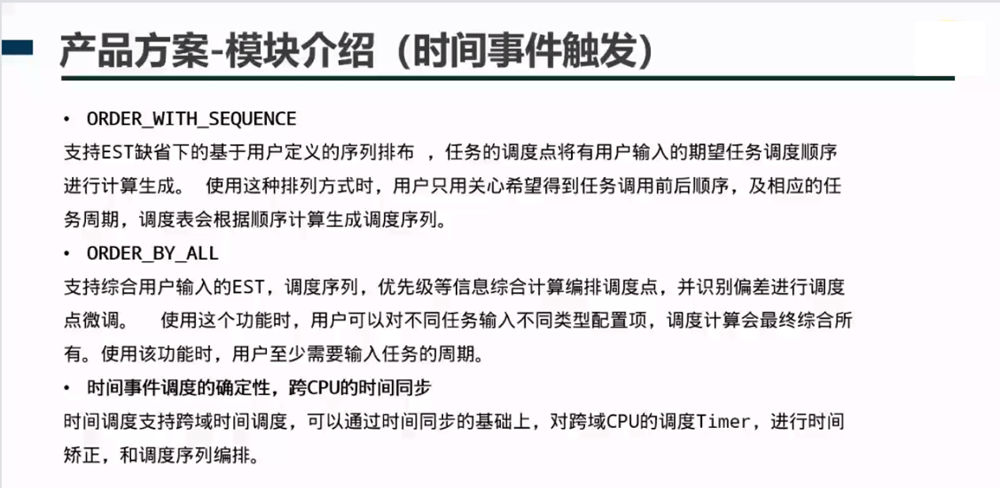 产品方案-模块介绍（时间事件触发）
• ORDER_WITH_SEQUENCE
支持EST缺省下的基于用户定义的序列排布 ，任务的调度点将有用户输入的期望任务调度顺序
进行计算生成。 使用这种排列方式时，用户只用关心希望得到任务调用前后顺序，及相应的任
务周期，调度表会根据顺序计算生成调度序列。
• ORDER_BY_ALL
支持综合用户输入的EST，调度序列，优先级等信息综合计算编排调度点，并识别偏差进行调度
点微调。 使用这个功能时，用户可以对不同任务输入不同类型配置项，调度计算会最终综合所
有。使用该功能时，用户至少需要输入任务的周期。
• 时间事件调度的确定性，跨CPU的时间同步
时间调度支持跨域时间调度，可以通过时间同步的基础上，对跨域CPU的调度Timer，进行时间
矫正，和调度序列编排。